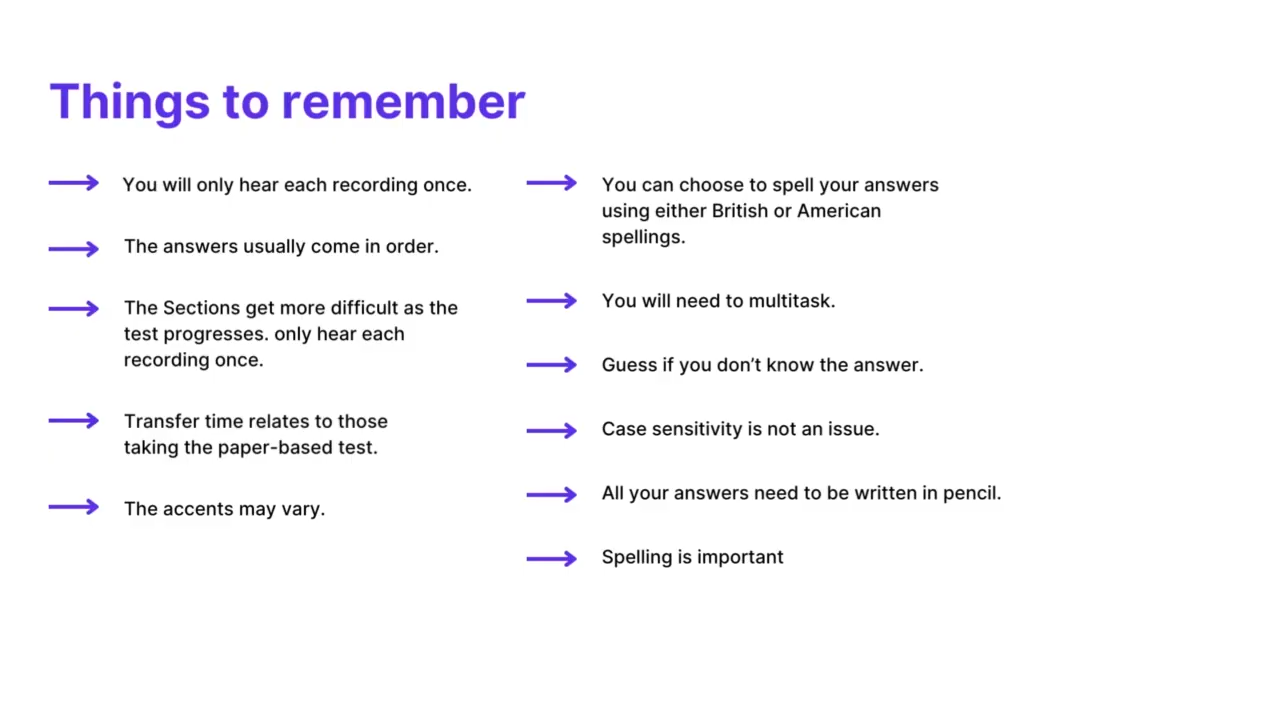 Things to remember
You will only hear each recording once.
The answers usually come in order.
The Sections get more difficult as the
test progresses. only hear each
recording once.
Transfer time relates to those
taking the paper-based test.
The accents may vary.
You can choose to spell your answers
using either British or American
spellings.
You will need to multitask.
Guess if you don’t know the answer.
Case sensitivity is not an issue.
All your answers need to be written in pencil.
Spelling is important